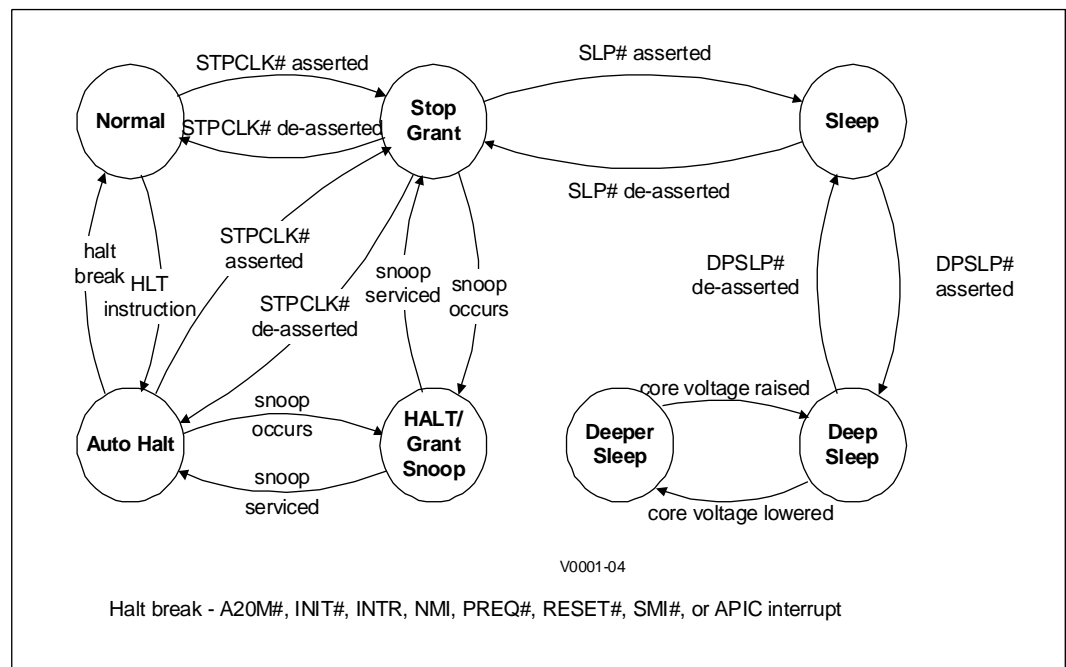 STPCLK# asserted
SLP# asserted
Normal
Stop
Grant
Sleep
STPCLK# de-asserted
SLP# de-asserted
halt
break
HLT
instruction
STPCLK#
asserted
STPCLK#
de-asserted
snoop
serviced
snoop
occurs
DPSLP#
de-asserted
DPSLP#
asserted
Auto Halt
snoop
occurs
snoop
serviced
HALT/
Grant
Snoop
core voltage raised
Deeper
Sleep
Deep
Sleep
core voltage lowered
V0001-04
Halt break - A20M#, INIT#, INTR, NMI, PREQ#, RESET#, SMI#, or APIC interrupt